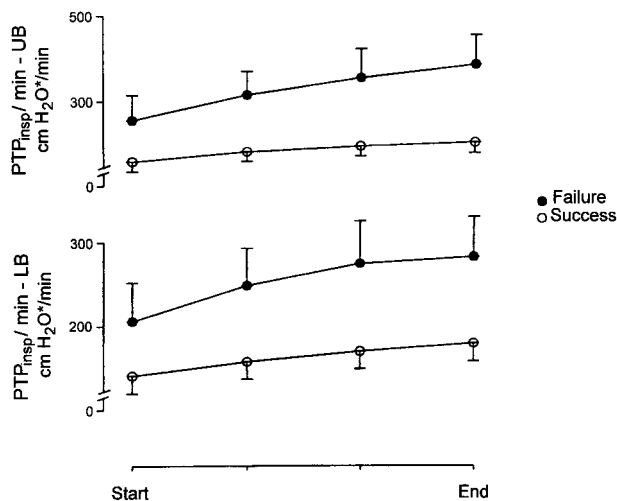 500
300
0
PTPinsp/ min - UB
cm H2O*/min
Failure
Success
300
200
0
PTPinsp/ min - LB
cm H2O*/min
Start
End